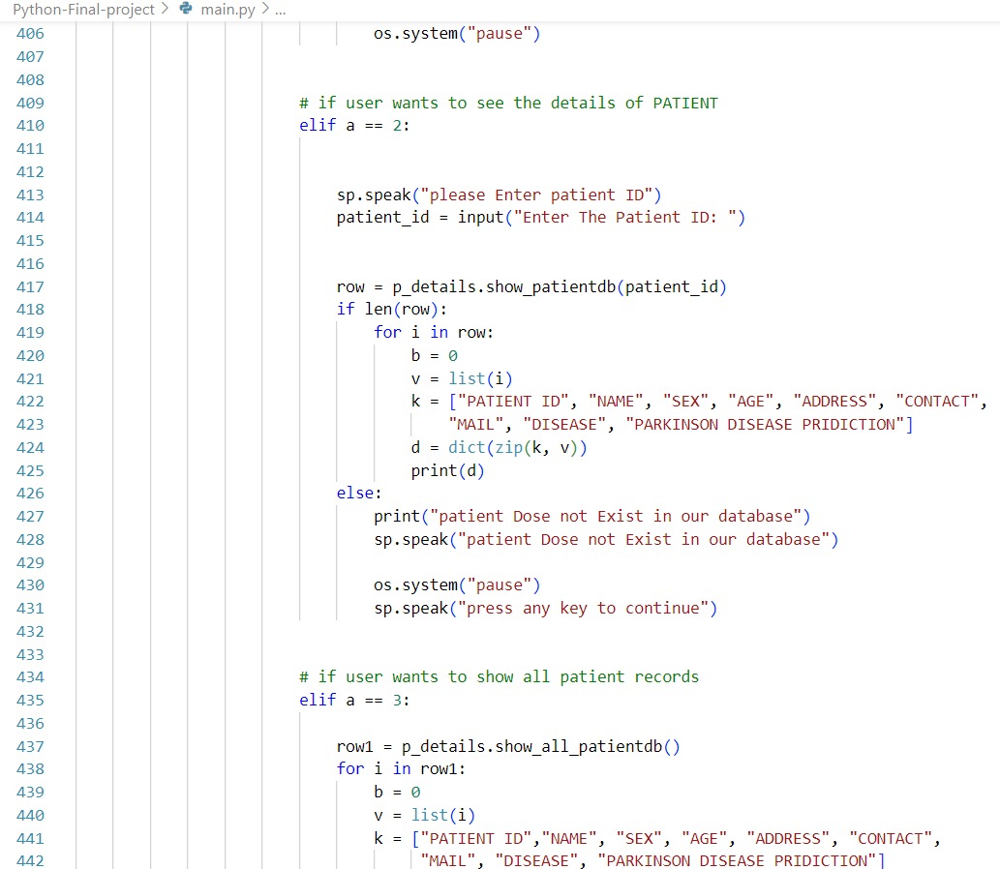 Python-Final-project > main.py > ...
406 os.system("pause")
407
408
409 # if user wants to see the details of PATIENT
410 elif a == 2:
411
412
413 sp.speak("please Enter patient ID")
414 patient_id = input("Enter The Patient ID: ")
415
416
417 row = p_details.show_patientdb(patient_id)
418 if len(row):
419 for i in row:
420 b = 0
421 v = list(i)
422 k = ["PATIENT ID", "NAME", "SEX", "AGE", "ADDRESS", "CONTACT",
423 "MAIL", "DISEASE", "PARKINSON DISEASE PRIDICTION"]
424 d = dict(zip(k, v))
425 print(d)
426 else:
427 print("patient Dose not Exist in our database")
428 sp.speak("patient Dose not Exist in our database")
429
430 os.system("pause")
431 sp.speak("press any key to continue")
432
433
434 # if user wants to show all patient records
435 elif a == 3:
436
437 row1 = p_details.show_all_patientdb()
438 for i in row1:
439 b = 0
440 v = list(i)
441 k = ["PATIENT ID","NAME", "SEX", "AGE", "ADDRESS", "CONTACT",
442 "MAIL", "DISEASE", "PARKINSON DISEASE PRIDICTION"]